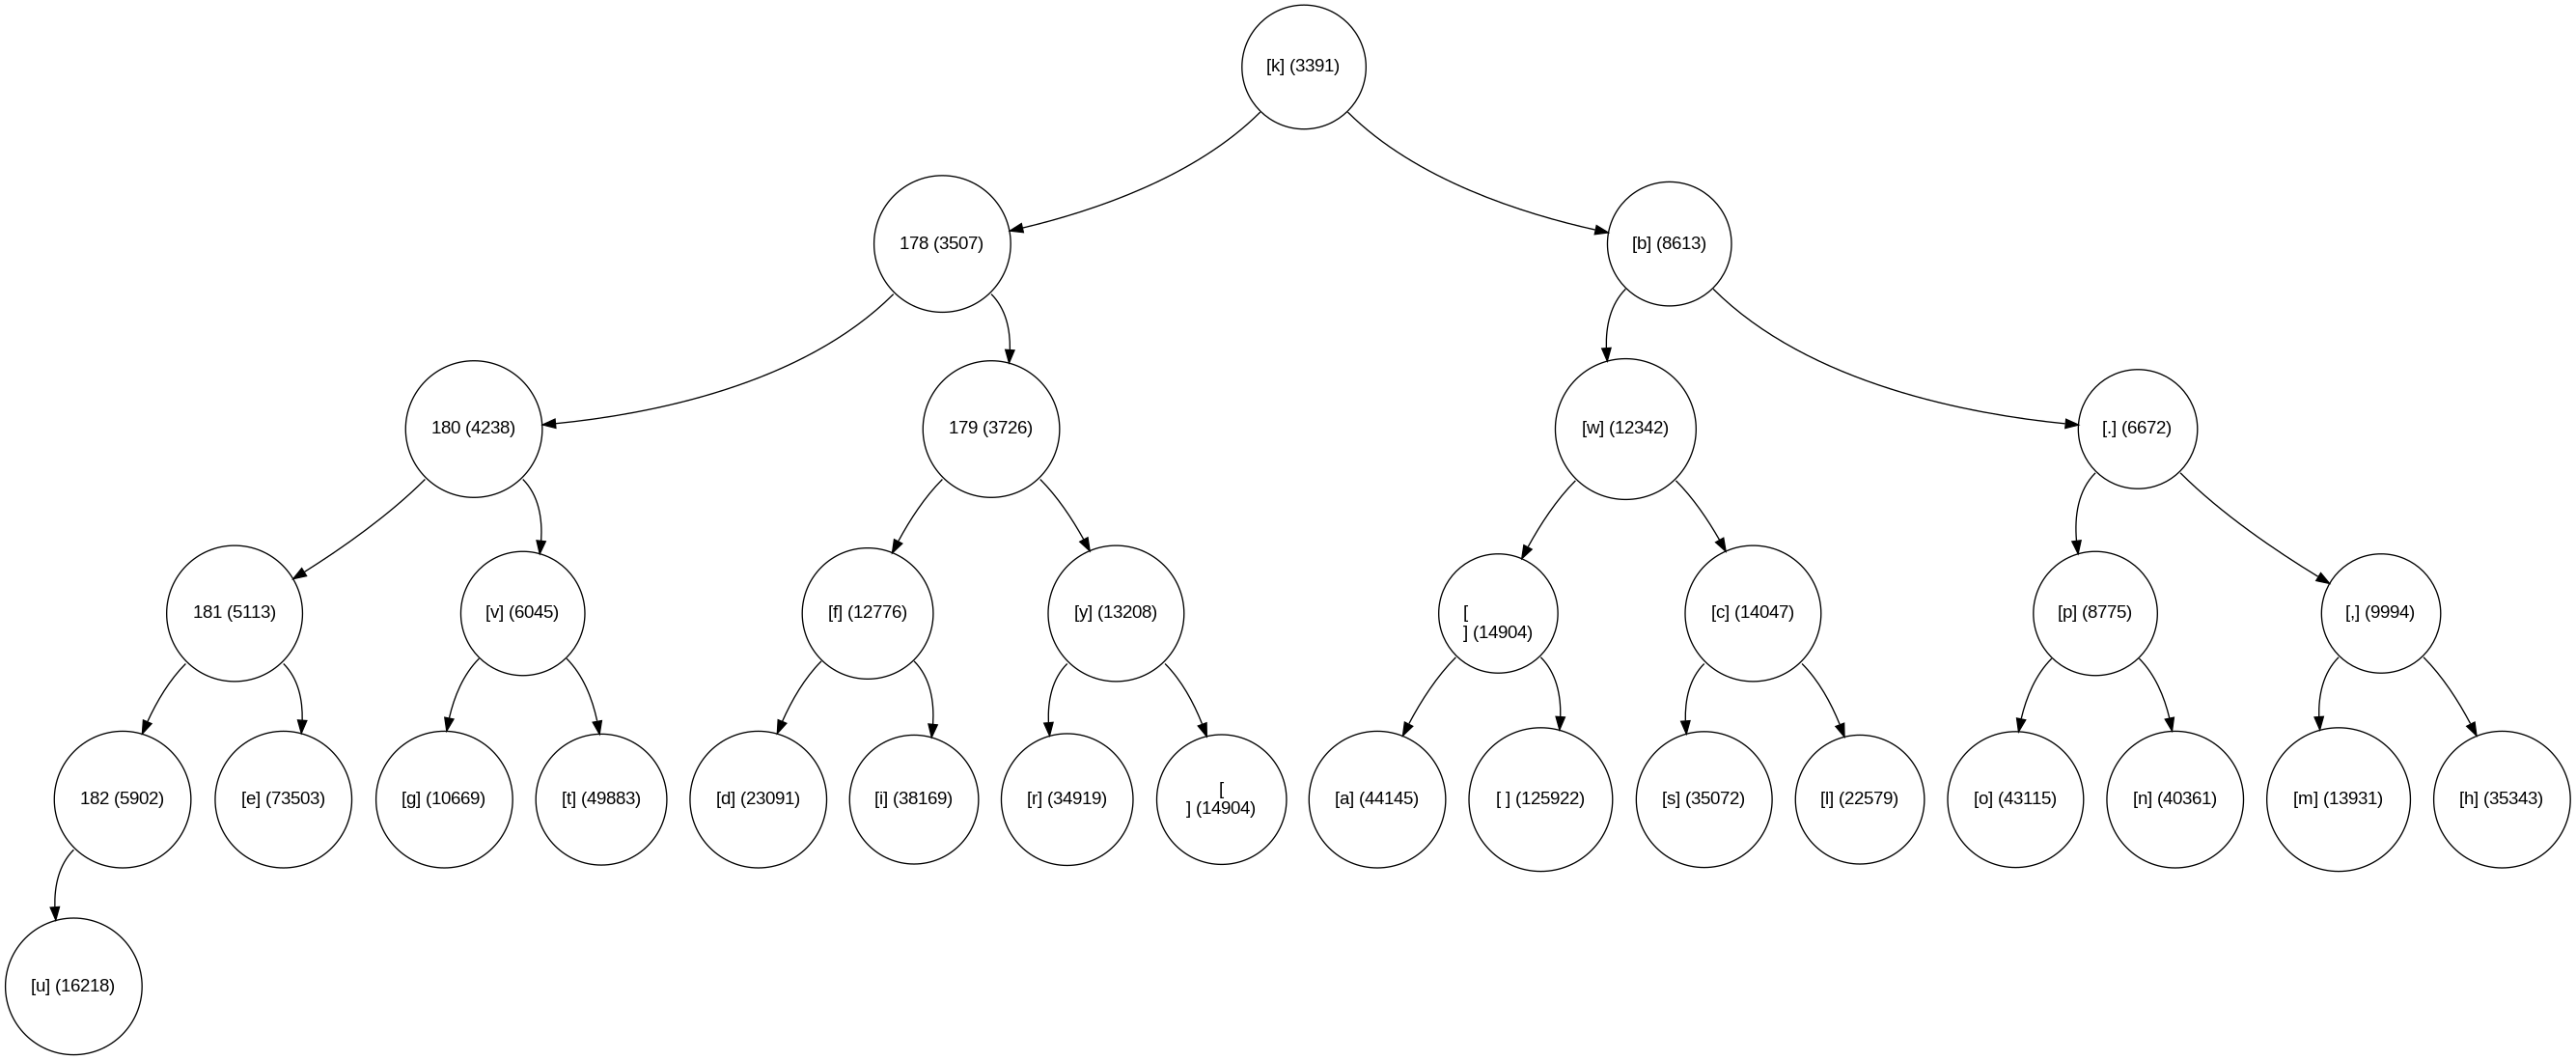 [k] (3391)
178 (3507)
[b] (8613)
180 (4238)
179 (3726)
[w] (12342)
[.] (6672)
181 (5113)
[v] (6045)
[f] (12776)
[y] (13208)
[
] (14904)
[c] (14047)
[p] (8775)
[,] (9994)
182 (5902)
[e] (73503)
[g] (10669)
[t] (49883)
[d] (23091)
[i] (38169)
[r] (34919)
[
] (14904)
[a] (44145)
[ ] (125922)
[s] (35072)
[l] (22579)
[o] (43115)
[n] (40361)
[m] (13931)
[h] (35343)
[u] (16218)